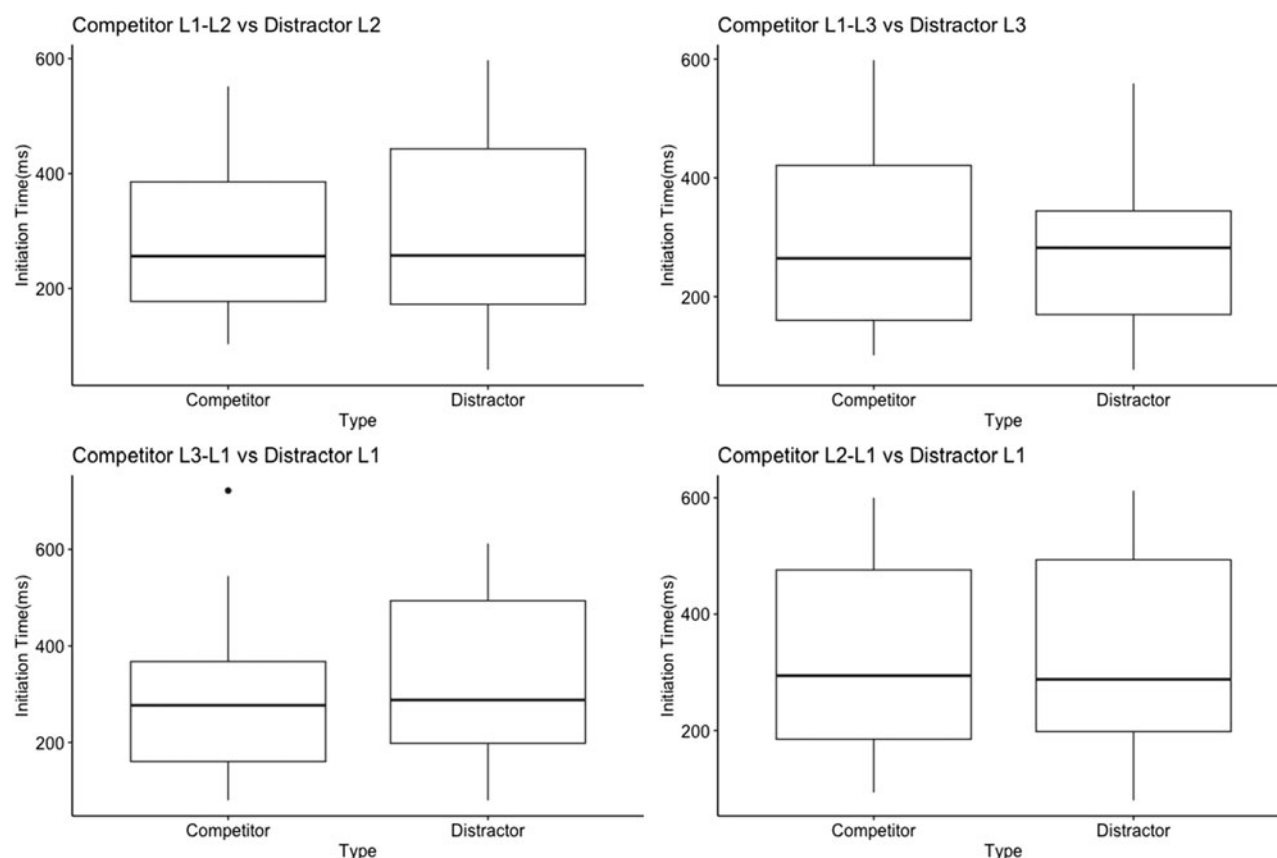 Competitor L1-L2 vs Distractor L2
600
400
200
Initiation Time(ms)
Competitor
Distractor
Type
Competitor L1-L3 vs Distractor L3
600
400
200
Initiation Time(ms)
Competitor
Distractor
Type
Competitor L3-L1 vs Distractor L1
600
400
200
Initiation Time(ms)
Competitor
Distractor
Type
Competitor L2-L1 vs Distractor L1
600
400
200
Initiation Time(ms)
Competitor
Distractor
Type